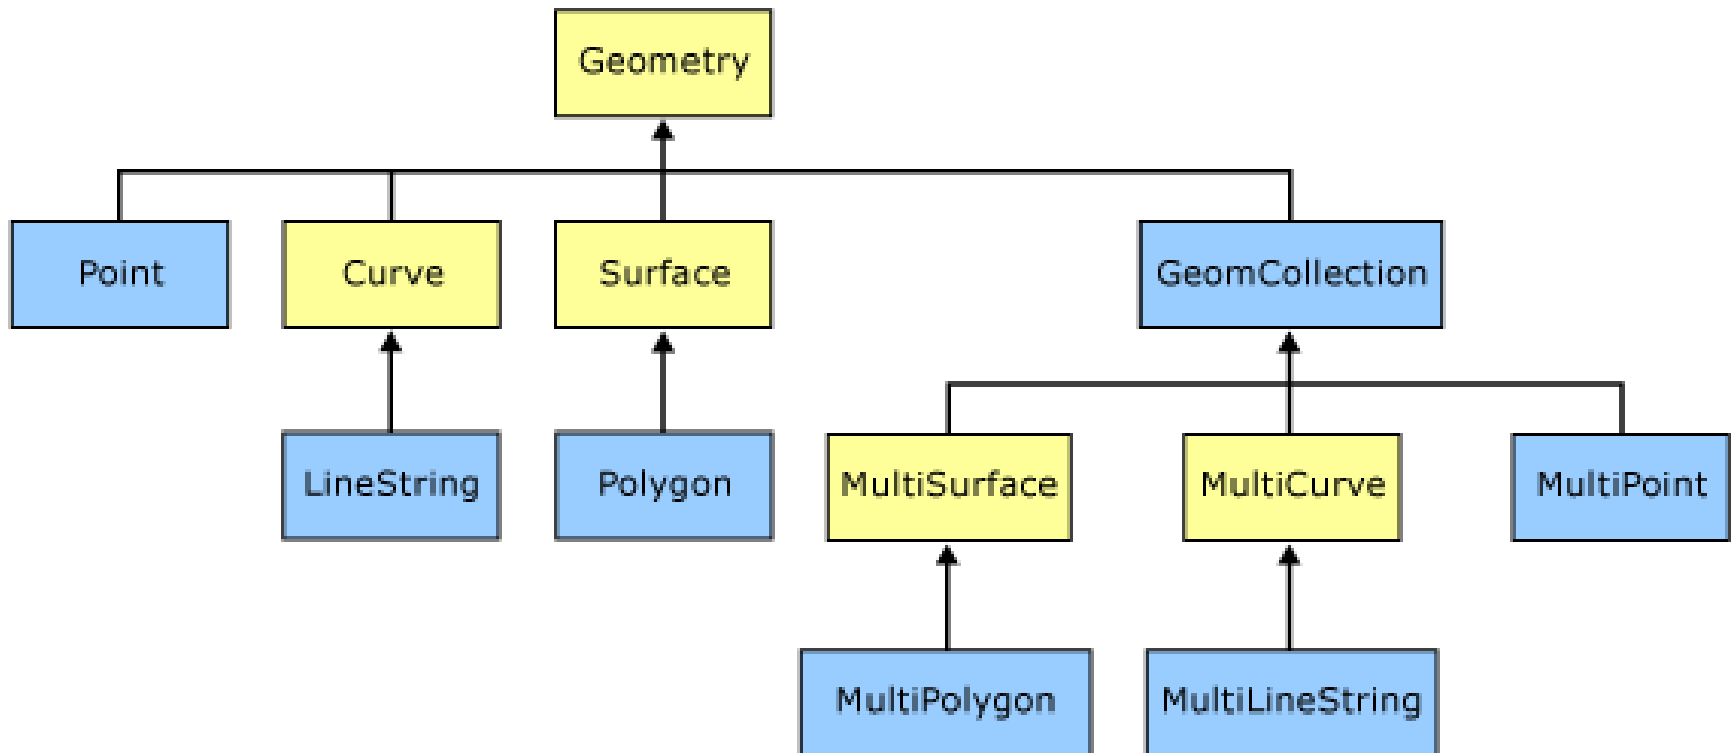 Geometry
Point
Curve
Surface
GeomCollection
LineString
Polygon
MultiSurface
MultiCurve
MultiPoint
MultiPolygon
MultiLineString